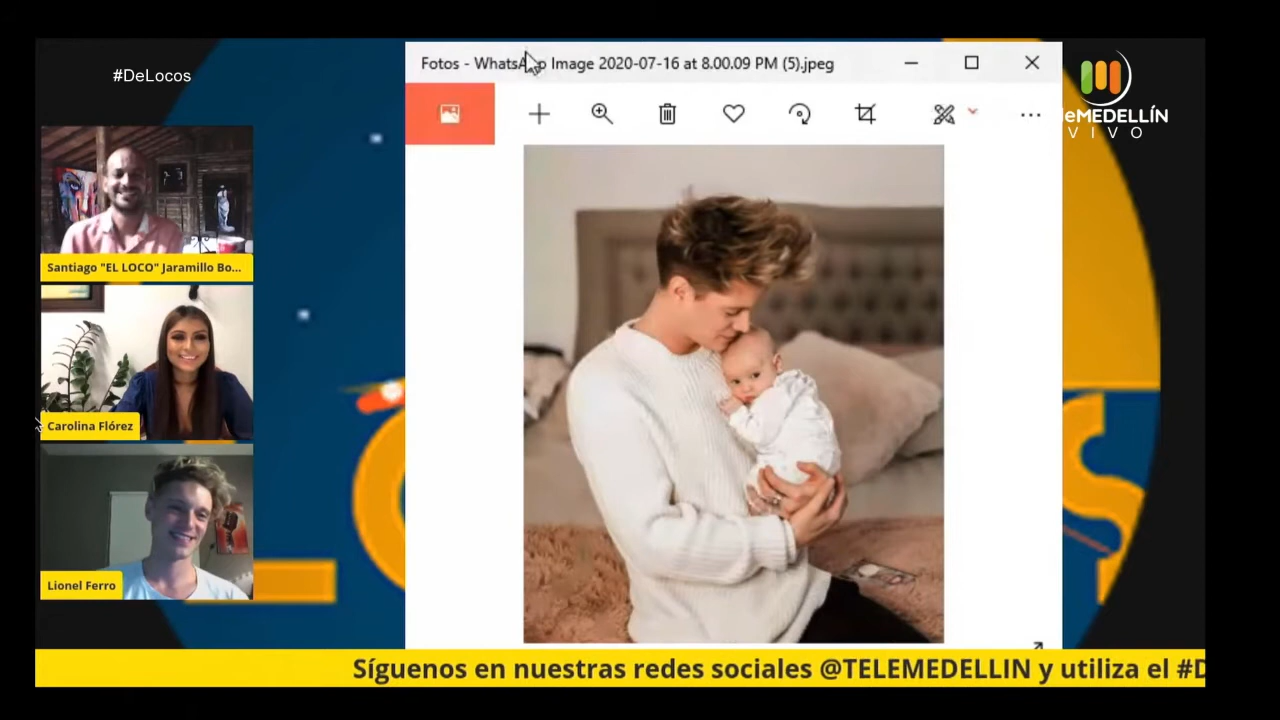 #DeLocos
Fotos - WhatsApp Image 2020-07-16 at 8.00.09 PM (5).jpeg
eMEDELLÍN
VIVO
Santiago "EL LOCO" Jaramillo Bo...
Carolina Flórez
Lionel Ferro
Síguenos en nuestras redes sociales @TELEMEDELLIN y utiliza el #D